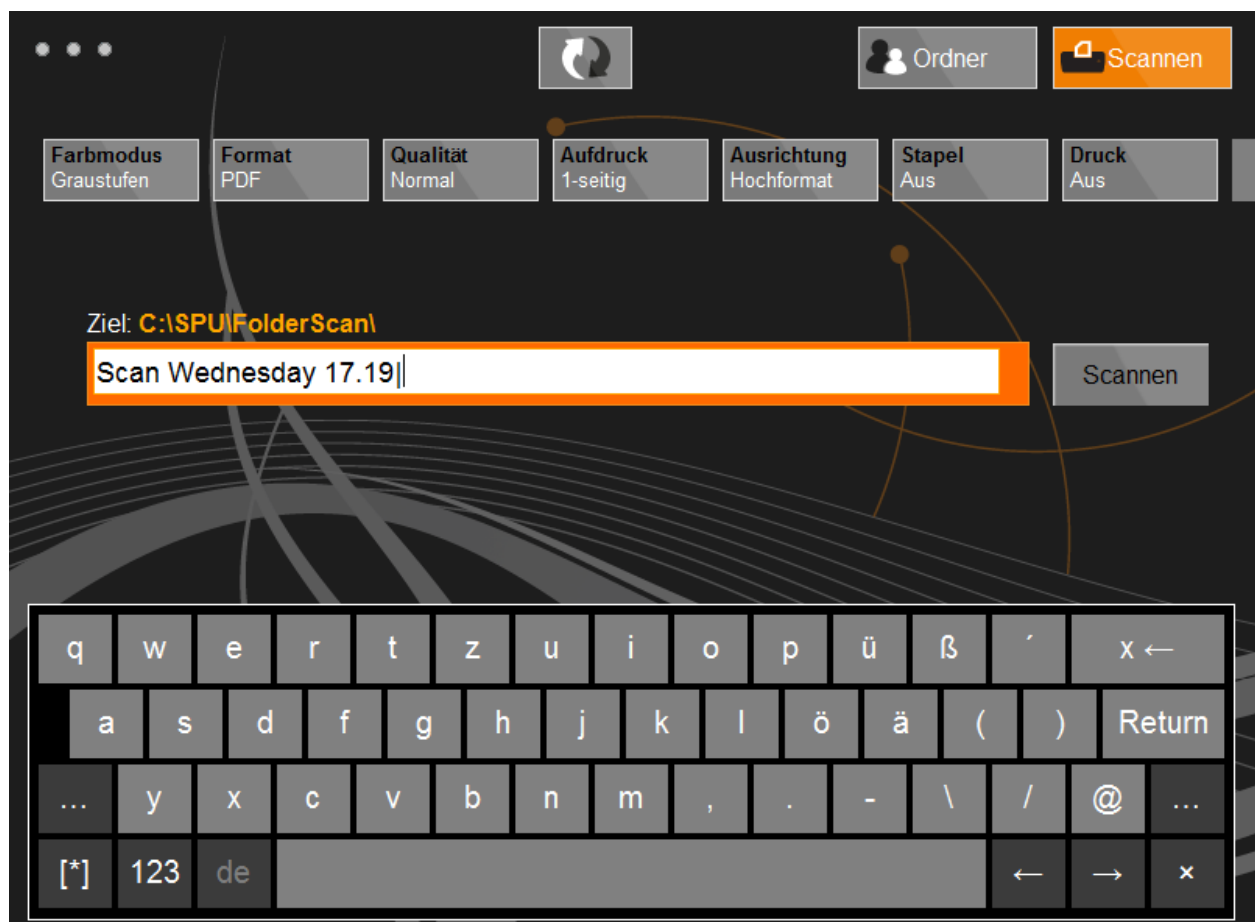 Ordner
Scannen
Farbmodus
Graustufen
Format
PDF
Qualität
Normal
Aufdruck
1-seitig
Ausrichtung
Hochformat
Stapel
Aus
Druck
Aus
Ziel: C:\SPU\FolderScan\
Scan Wednesday 17.19
Scannen
q w e r t z u i o p ü ß ´ x ←
a s d f g h j k l ö ä ( ) Return
... y x c v b n m , . - \ / @ ...
[*] 123 de ← → ×